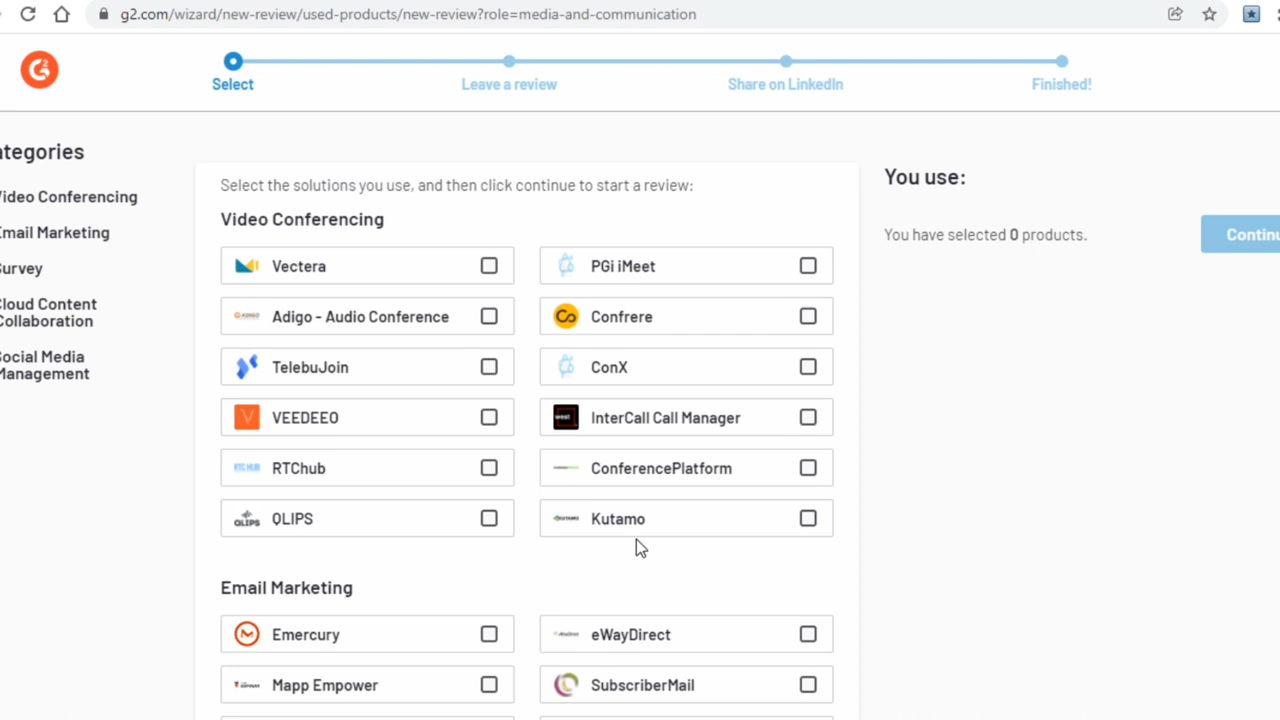 g2.com/wizard/new-review/used-products/new-review?role=media-and-communication
Select
Leave a review
Share on LinkedIn
Finished!
ategories
ideo Conferencing
mail Marketing
urvey
loud Content
ollaboration
ocial Media
anagement
Select the solutions you use, and then click continue to start a review:
Video Conferencing
Vectera
PGi iMeet
Adigo - Audio Conference
Confrere
TelebuJoin
ConX
VEEDEEO
InterCall Call Manager
RTChub
ConferencePlatform
QLIPS
Kutamo
Email Marketing
Emercury
eWayDirect
Mapp Empower
SubscriberMail
You use:
You have selected 0 products.
Continu